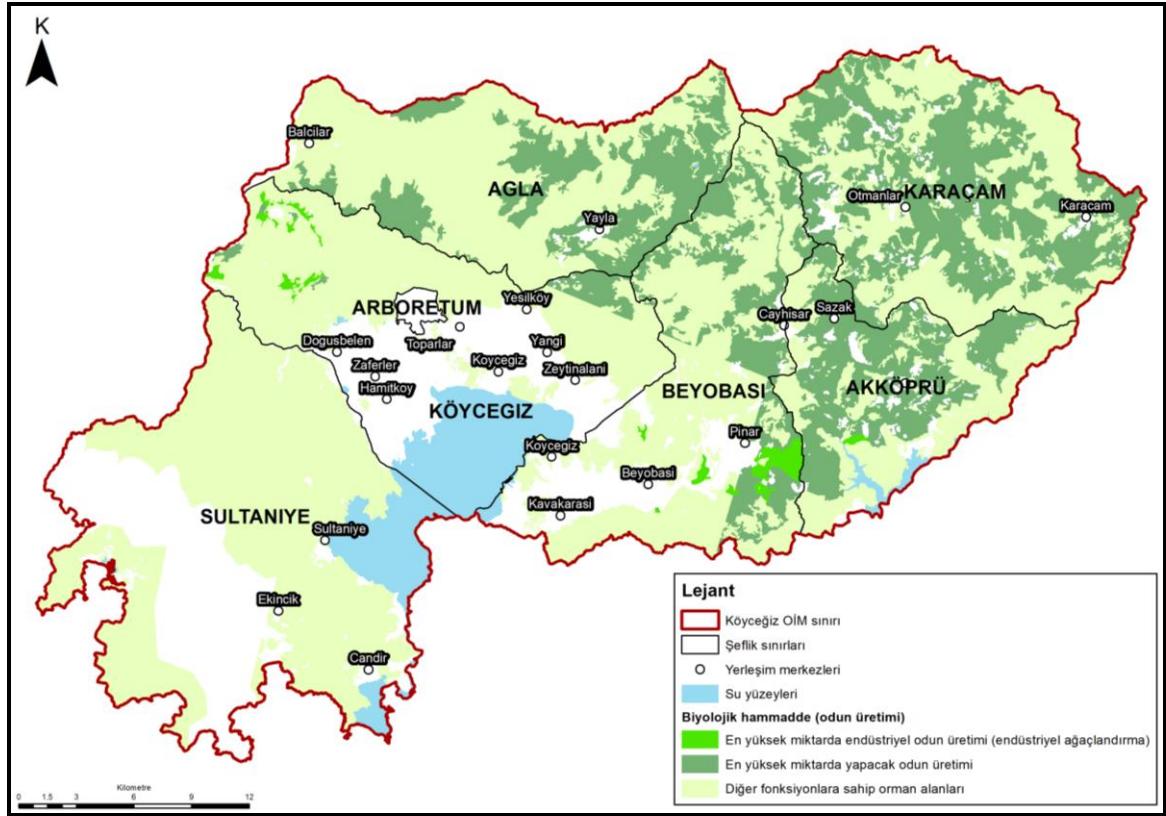 K
Balcilar
AGLA
Yayla
Otmanlar
KARAÇAM
Karacam
ARBORETUM
Yesilköy
Toparlar
Dogusbelen
Zaferler
Hamitkoy
Koycegiz
Yangi
Zeytinalani
Cayhisar
Sazak
KÖYCEGIZ
BEYOBASI
AKKÖPRÜ
Pinar
Koycegiz
Beyobasi
Kavakarasi
SULTANIYE
Sultaniye
Ekincik
Candir
Lejant
Köyceğiz OİM sınırı
Şeflik sınırları
Yerleşim merkezleri
Su yüzeyleri
Biyolojik hammadde (odun üretimi)
En yüksek miktarda endüstriyel odun üretimi (endüstriyel ağaçlandırma)
En yüksek miktarda yapacak odun üretimi
Diğer fonksiyonlara sahip orman alanları
Kilometre
0 1.5 3 6 9 12